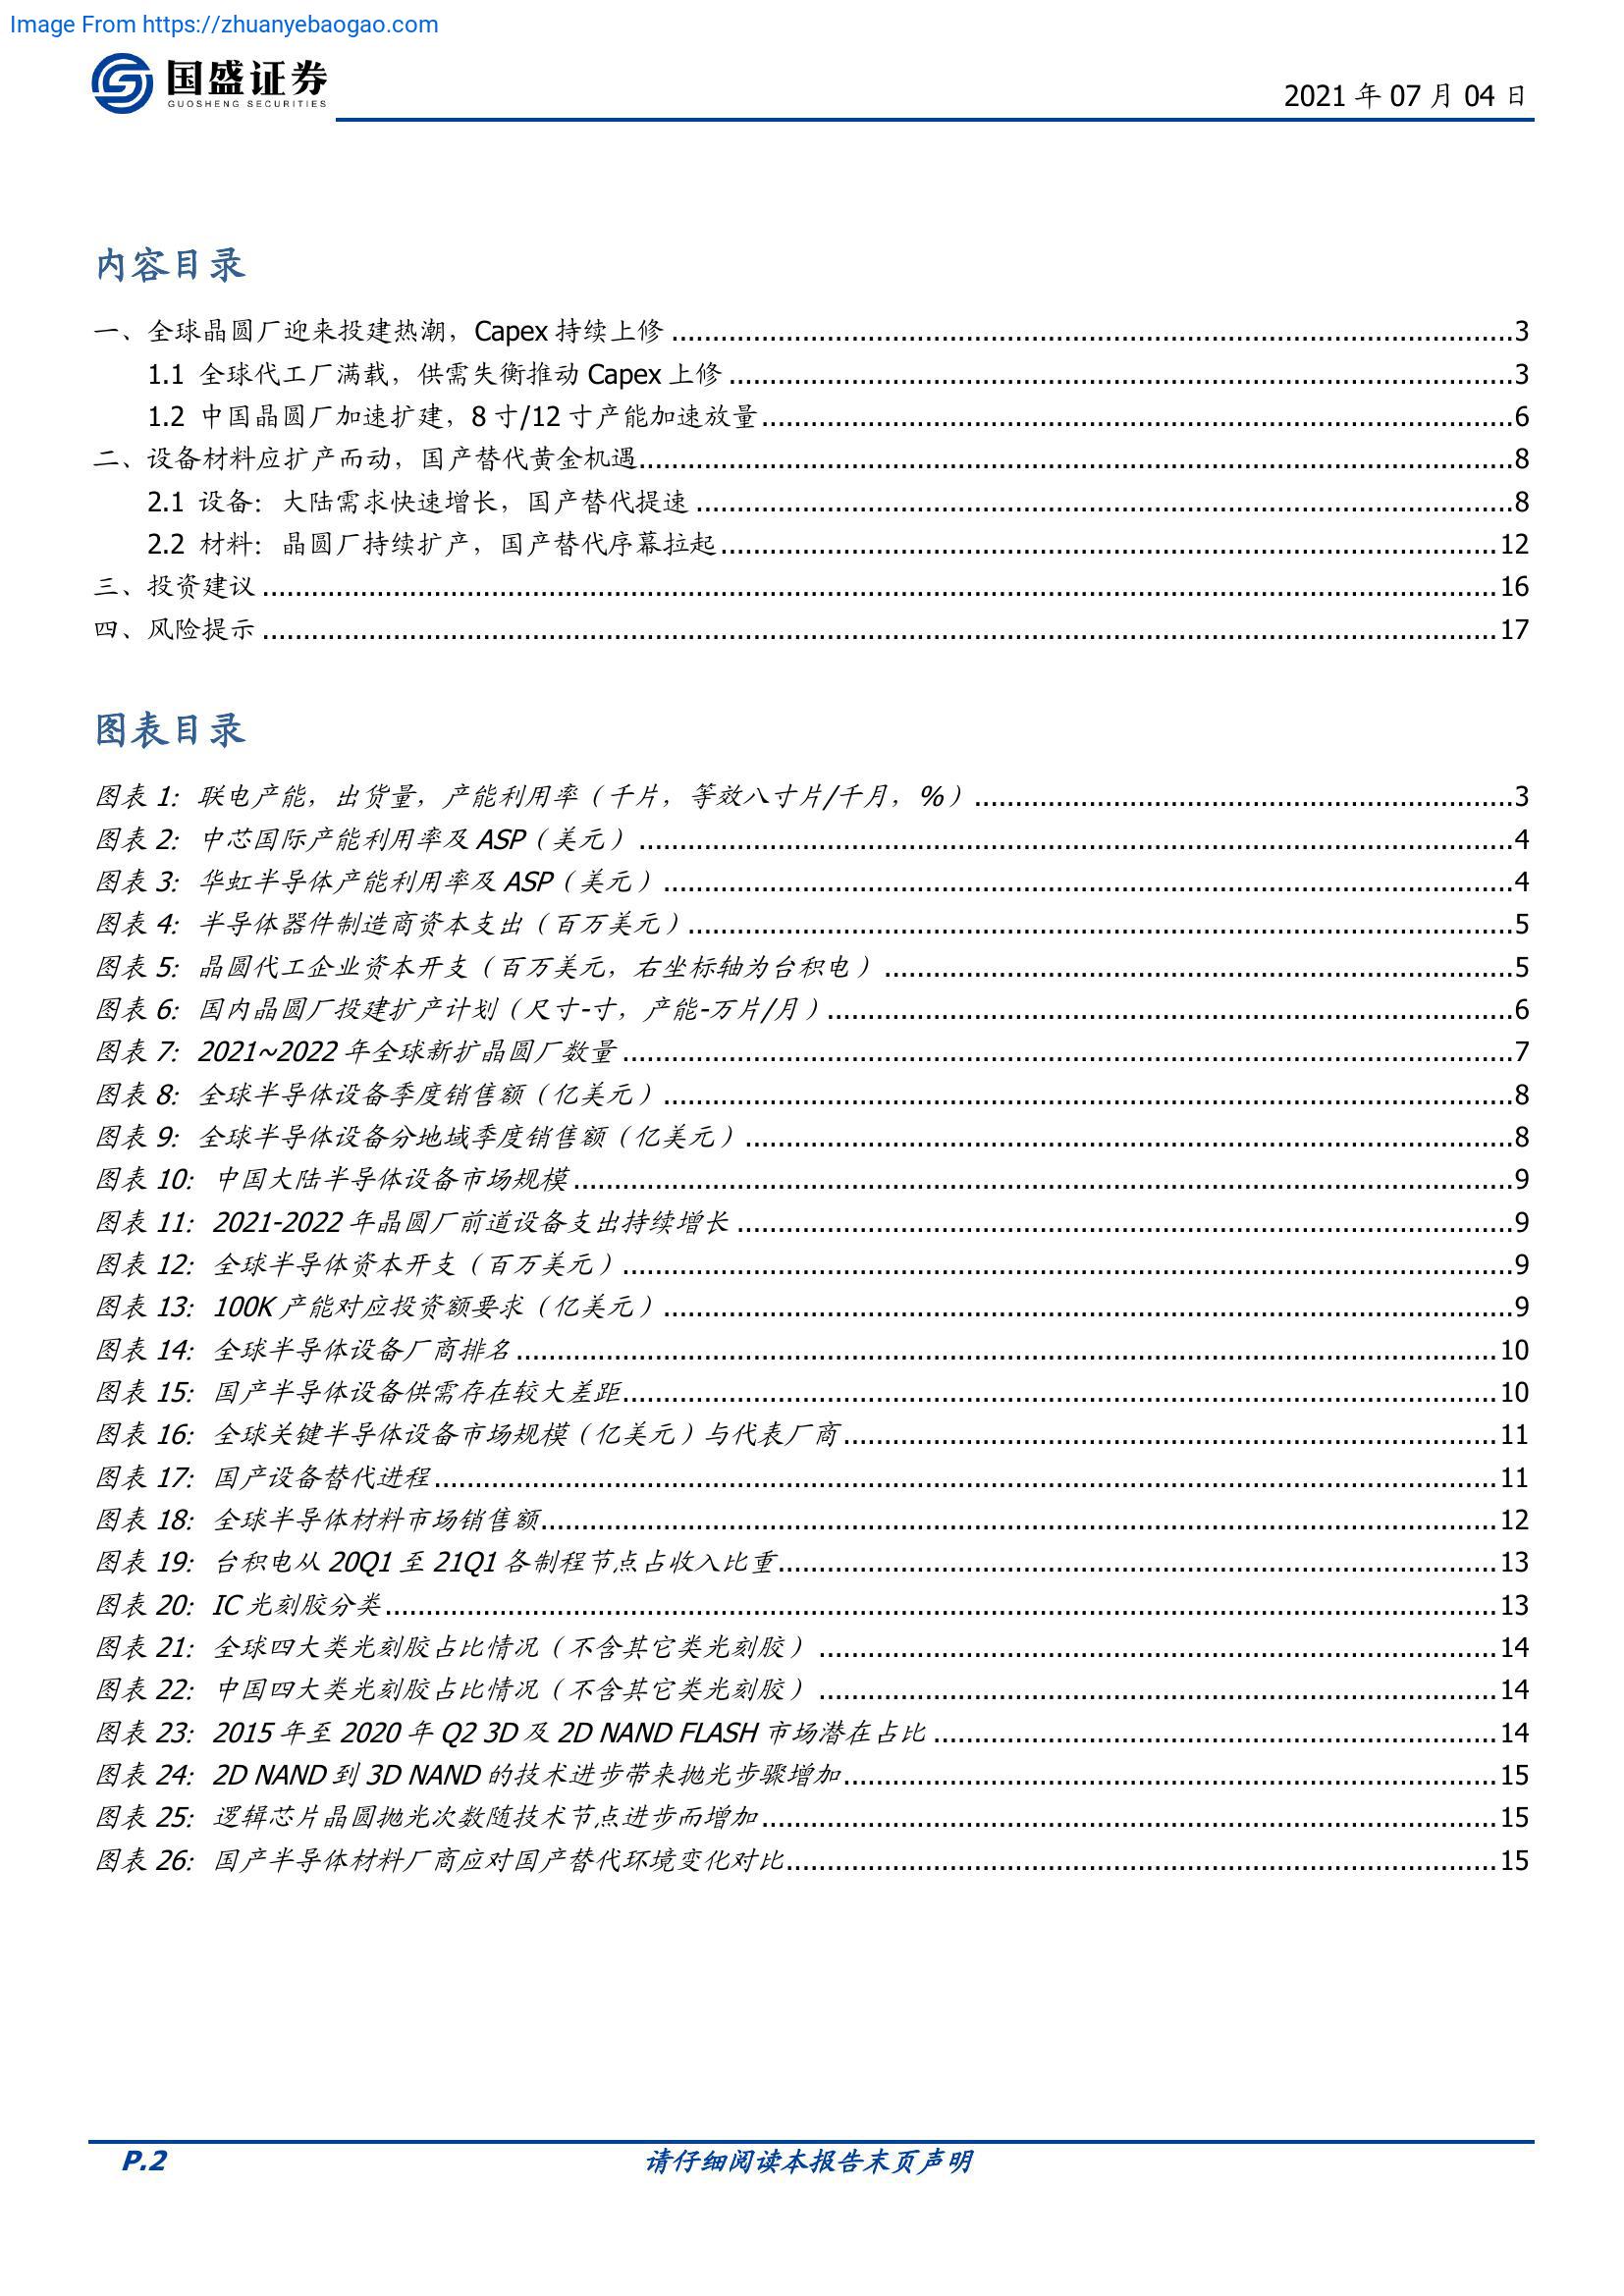 Image From https://zhuanyebaogao.com
国盛证券
GUOSHENG SECURITIES
2021 年 07 月 04 日
内容目录
一、全球晶圆厂迎来投建热潮，Capex 持续上修 3
1.1 全球代工厂满载，供需失衡推动 Capex 上修 3
1.2 中国晶圆厂加速扩建，8 寸/12 寸产能加速放量 6
二、设备材料应扩产而动，国产替代黄金机遇 8
2.1 设备：大陆需求快速增长，国产替代提速 8
2.2 材料：晶圆厂持续扩产，国产替代序幕拉起 12
三、投资建议 16
四、风险提示 17
图表目录
图表 1：联电产能，出货量，产能利用率（千片，等效八寸片/千月，%） 3
图表 2：中芯国际产能利用率及 ASP（美元） 4
图表 3：华虹半导体产能利用率及 ASP（美元） 4
图表 4：半导体器件制造商资本支出（百万美元） 5
图表 5：晶圆代工企业资本开支（百万美元，右坐标轴为台积电） 5
图表 6：国内晶圆厂投建扩产计划（尺寸-寸，产能-万片/月） 6
图表 7：2021~2022 年全球新扩晶圆厂数量 7
图表 8：全球半导体设备季度销售额（亿美元） 8
图表 9：全球半导体设备分地域季度销售额（亿美元） 8
图表 10：中国大陆半导体设备市场规模 9
图表 11：2021-2022 年晶圆厂前道设备支出持续增长 9
图表 12：全球半导体资本开支（百万美元） 9
图表 13：100K 产能对应投资额要求（亿美元） 9
图表 14：全球半导体设备厂商排名 10
图表 15：国产半导体设备供需存在较大差距 10
图表 16：全球关键半导体设备市场规模（亿美元）与代表厂商 11
图表 17：国产设备替代进程 11
图表 18：全球半导体材料市场销售额 12
图表 19：台积电从 20Q1 至 21Q1 各制程节点占收入比重 13
图表 20：IC 光刻胶分类 13
图表 21：全球四大类光刻胶占比情况（不含其它类光刻胶） 14
图表 22：中国四大类光刻胶占比情况（不含其它类光刻胶） 14
图表 23：2015 年至 2020 年 Q2 3D 及 2D NAND FLASH 市场潜在占比 14
图表 24：2D NAND 到 3D NAND 的技术进步带来抛光步骤增加 15
图表 25：逻辑芯片晶圆抛光次数随技术节点进步而增加 15
图表 26：国产半导体材料厂商应对国产替代环境变化对比 15
P.2 请仔细阅读本报告末页声明